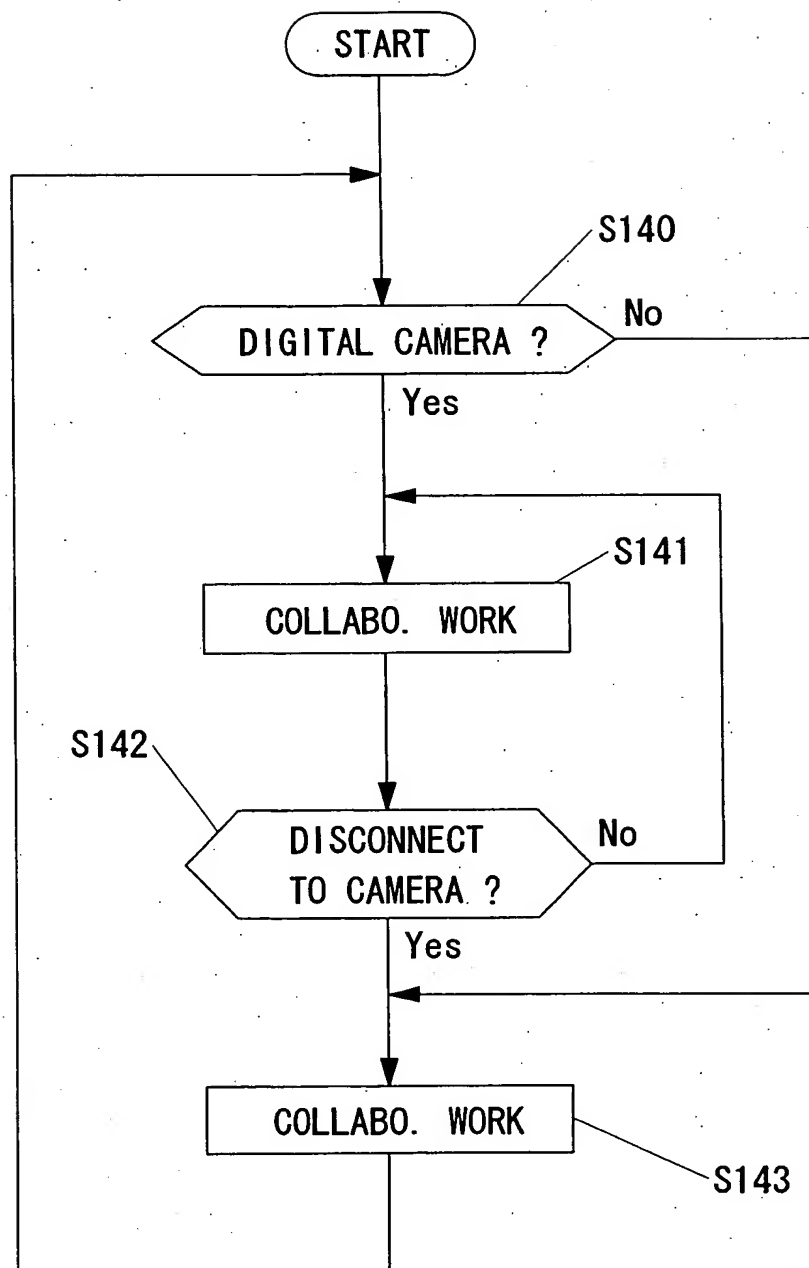 START
S140
DIGITAL CAMERA ?
No
Yes
S141
COLLABO. WORK
S142
DISCONNECT
TO CAMERA ?
No
Yes
COLLABO. WORK
S143